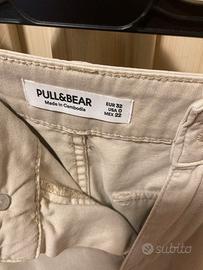 PULL&BEAR
Made in Cambodia
EUR 32
USA 0
MEX 22
subito